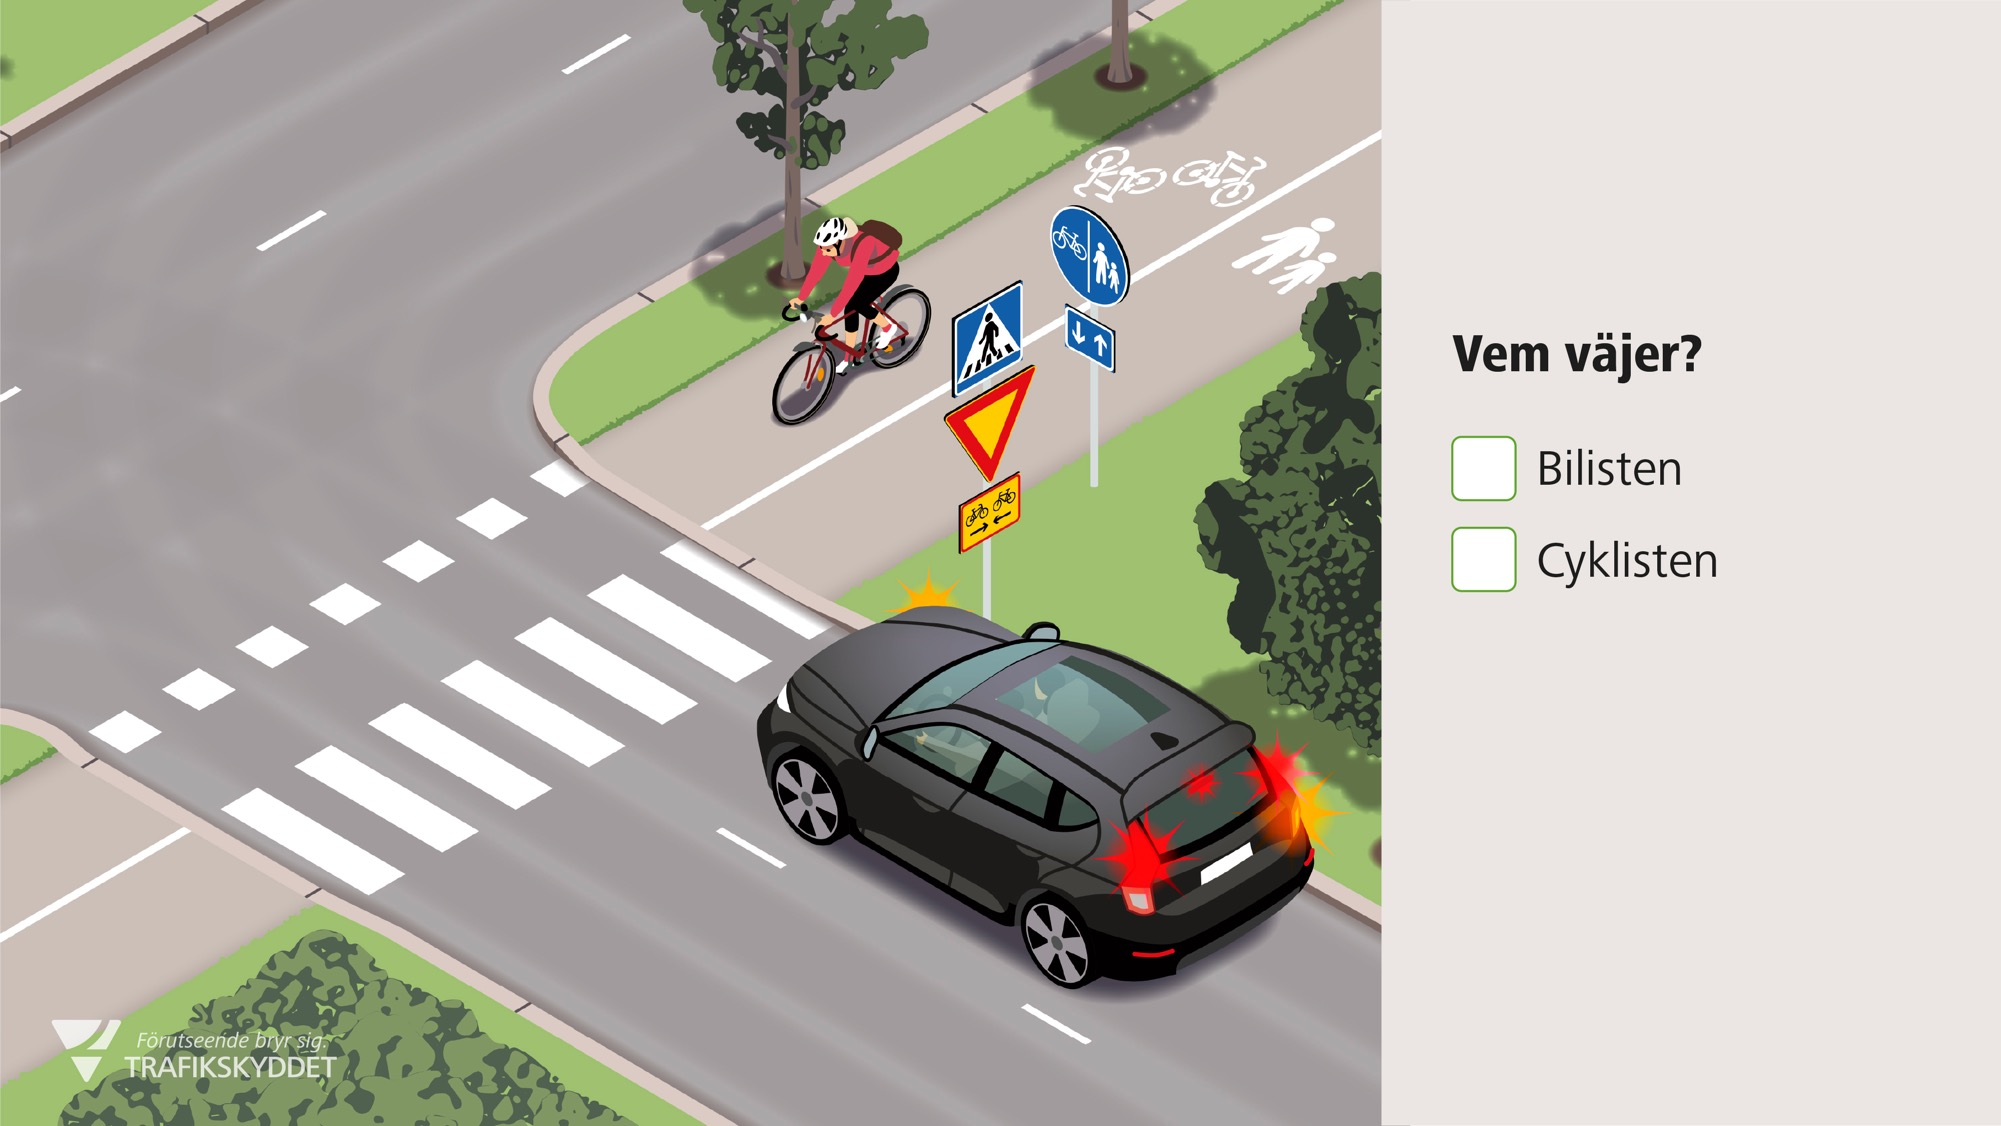 Vem väjer?
Bilisten
Cyklisten
Förutseende bryr sig.
TRAFIKSKYDDET